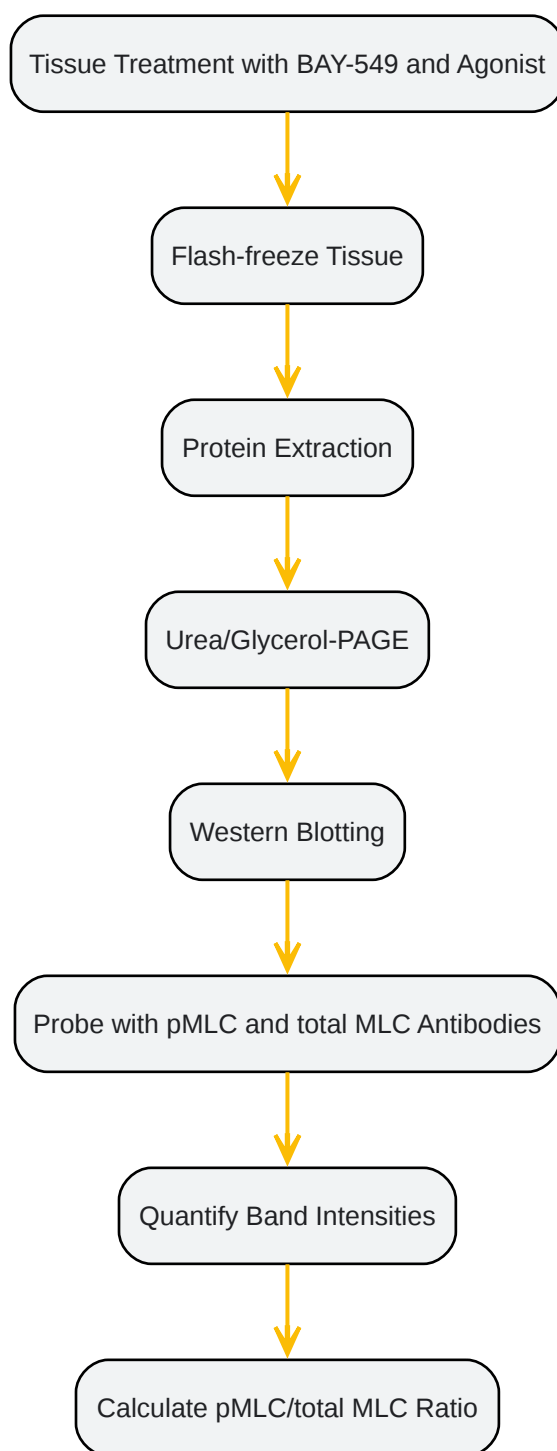 Tissue Treatment with BAY-549 and Agonist
Flash-freeze Tissue
Protein Extraction
Urea/Glycerol-PAGE
Western Blotting
Probe with pMLC and total MLC Antibodies
Quantify Band Intensities
Calculate pMLC/total MLC Ratio